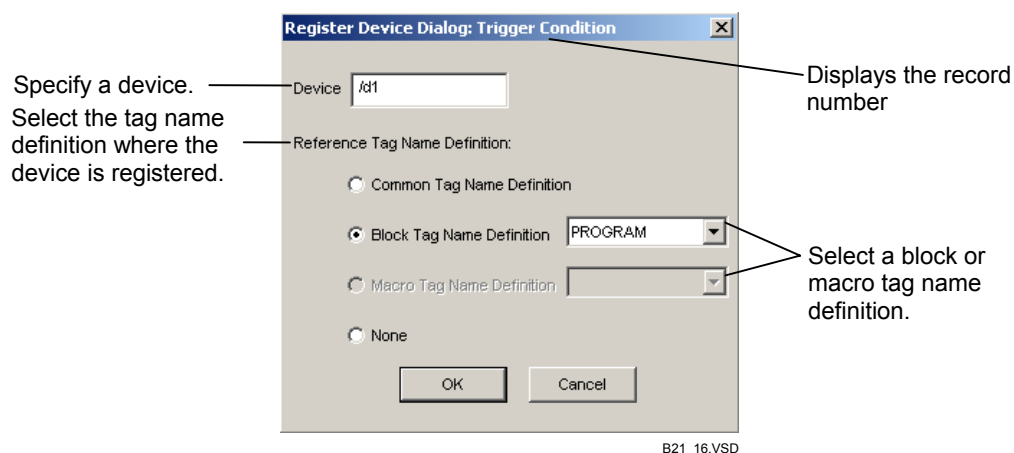 Register Device Dialog: Trigger Condition
Specify a device.
Device /d1
Displays the record
number
Select the tag name
definition where the
device is registered.
Reference Tag Name Definition:
Common Tag Name Definition
Block Tag Name Definition PROGRAM
Macro Tag Name Definition
Select a block or
macro tag name
definition.
None
OK Cancel
B21_16.VSD